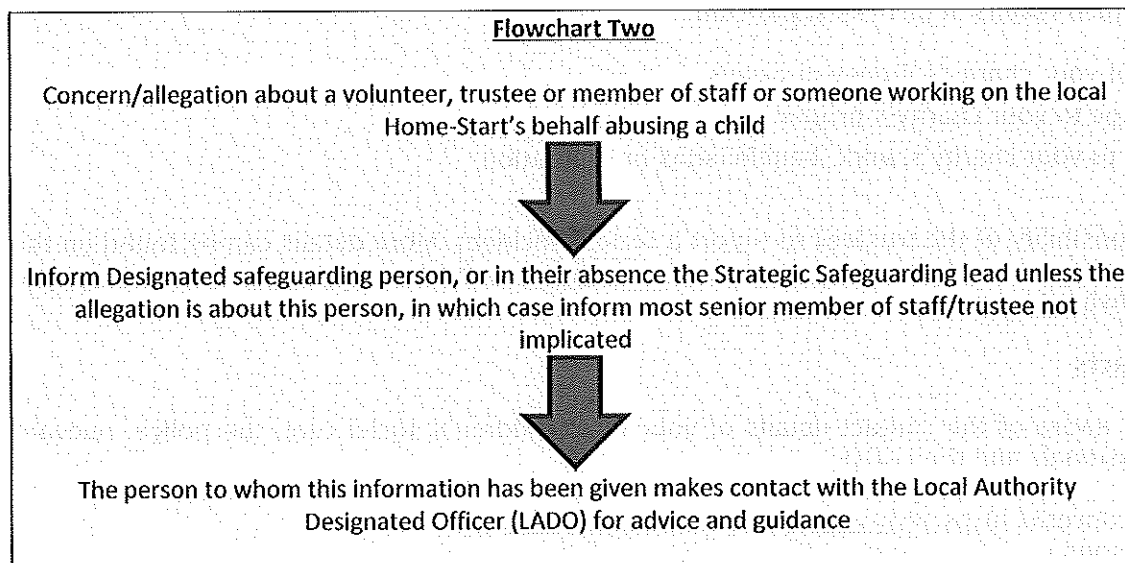 Flowchart Two
Concern/allegation about a volunteer, trustee or member of staff or someone working on the local
Home-Start's behalf abusing a child
Inform Designated safeguarding person, or in their absence the Strategic Safeguarding lead unless the
allegation is about this person, in which case inform most senior member of staff/trustee not
implicated
The person to whom this information has been given makes contact with the Local Authority
Designated Officer (LADO) for advice and guidance